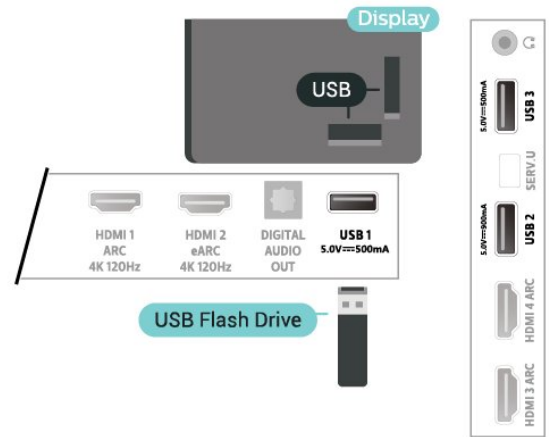 Display
USB
HDMI 1
ARC
4K 120Hz
HDMI 2
eARC
4K 120Hz
DIGITAL
AUDIO
OUT
USB 1
5.0V⎓500mA
USB Flash Drive
5.0V⎓500mA
USB 3
SERV.U
5.0V⎓900mA
USB 2
HDMI 4 ARC
HDMI 3 ARC